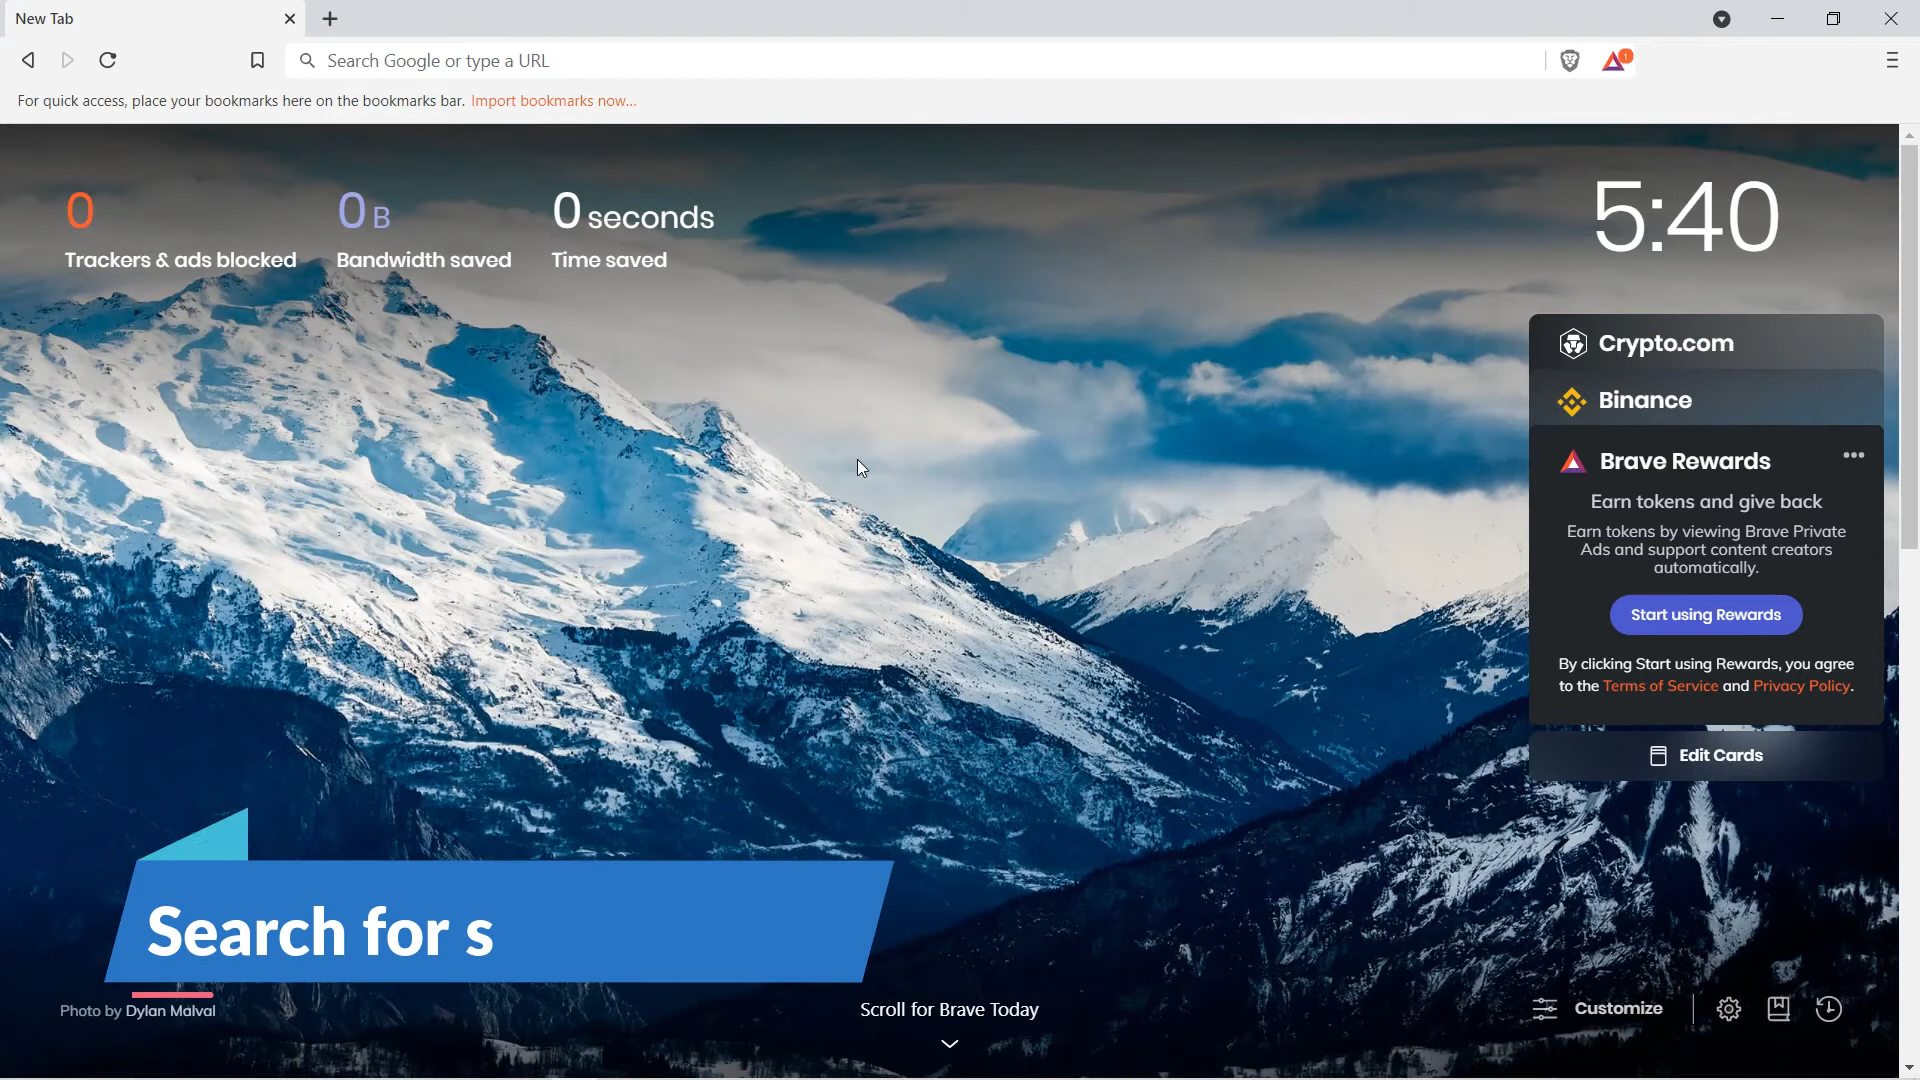 New Tab
Search Google or type a URL
1
For quick access, place your bookmarks here on the bookmarks bar. Import bookmarks now...
0
Trackers & ads blocked
0 B
Bandwidth saved
0 seconds
Time saved
5:40
Crypto.com
Binance
Brave Rewards
Earn tokens and give back
Earn tokens by viewing Brave Private
Ads and support content creators
automatically.
Start using Rewards
By clicking Start using Rewards, you agree
to the Terms of Service and Privacy Policy.
Edit Cards
Search for s
Photo by Dylan Malval
Scroll for Brave Today
Customize